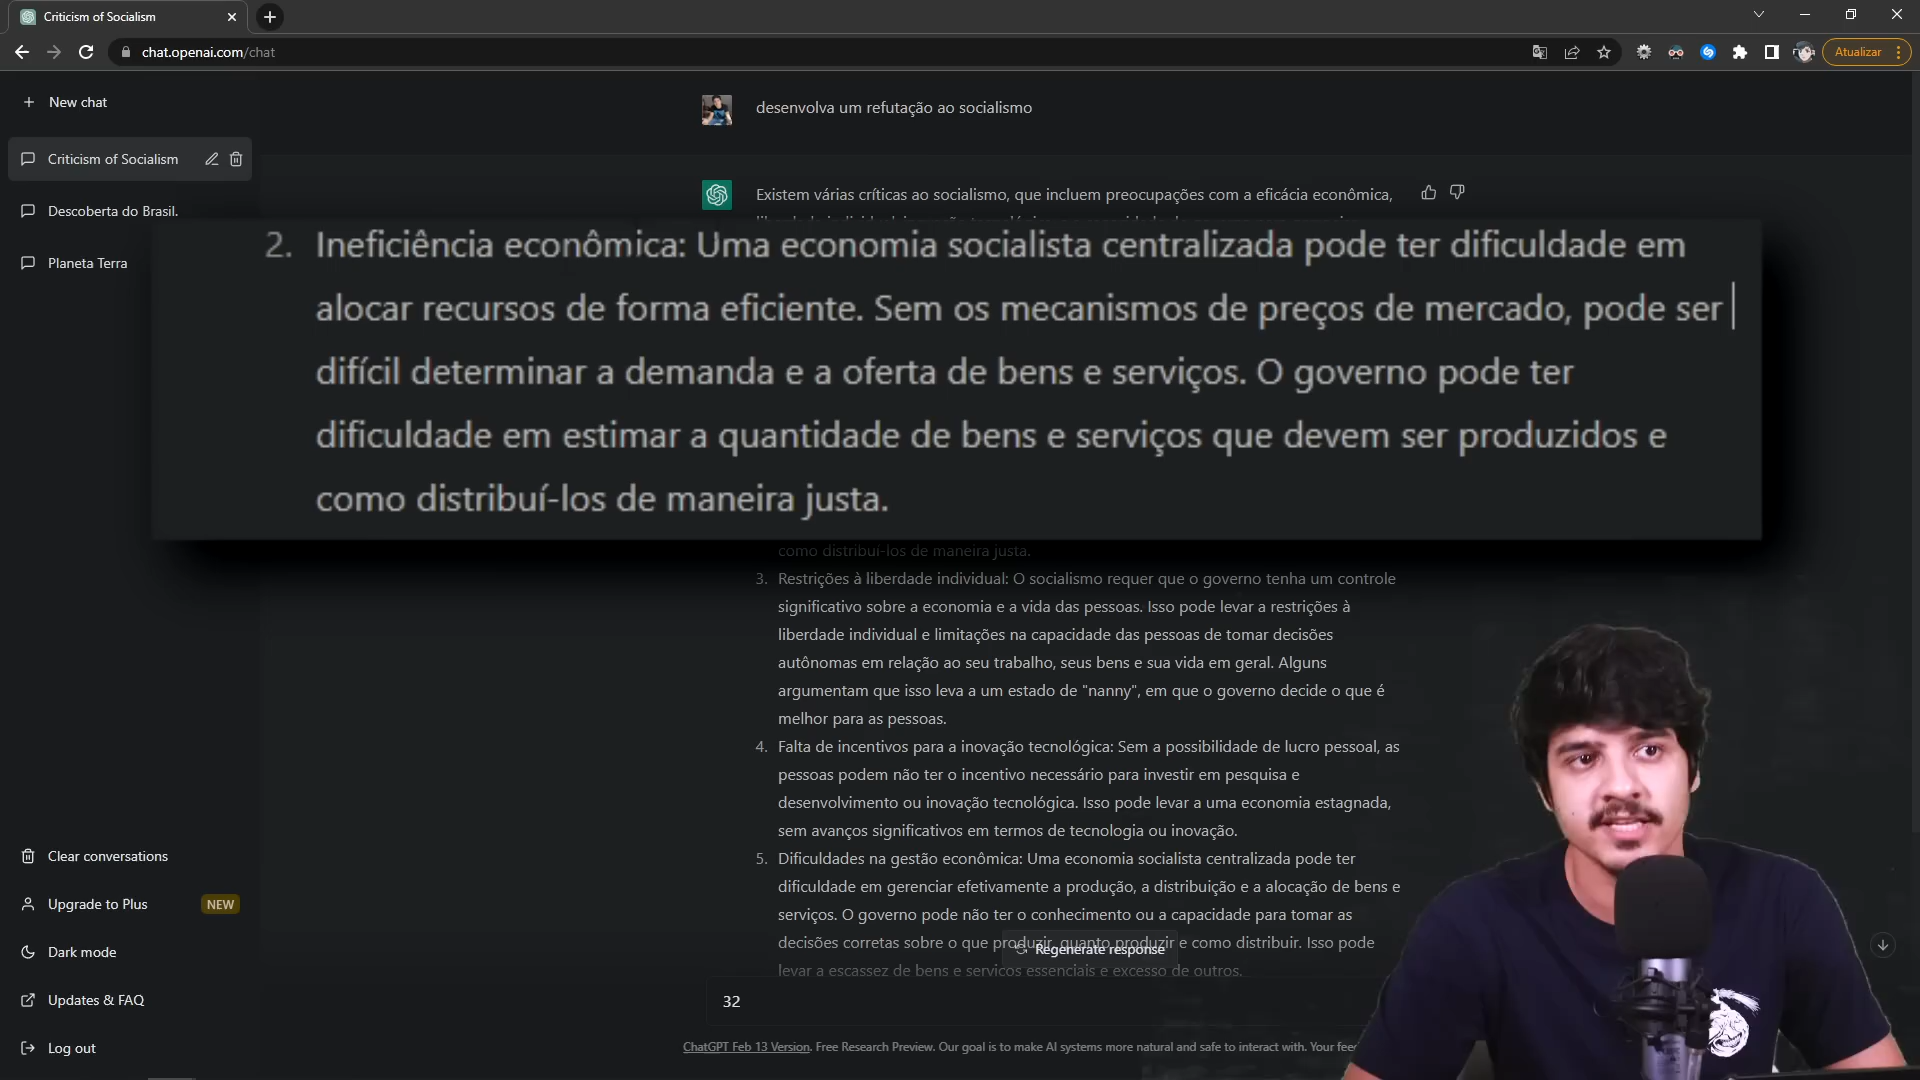 Criticism of Socialism
chat.openai.com/chat
Atualizar
New chat
Criticism of Socialism
Descoberta do Brasil.
Planeta Terra
desenvolva um refutação ao socialismo
Existem várias críticas ao socialismo, que incluem preocupações com a eficácia econômica,
2. Ineficiência econômica: Uma economia socialista centralizada pode ter dificuldade em
alocar recursos de forma eficiente. Sem os mecanismos de preços de mercado, pode ser
difícil determinar a demanda e a oferta de bens e serviços. O governo pode ter
dificuldade em estimar a quantidade de bens e serviços que devem ser produzidos e
como distribuí-los de maneira justa.
como distribuí-los de maneira justa.
3. Restrições à liberdade individual: O socialismo requer que o governo tenha um controle
significativo sobre a economia e a vida das pessoas. Isso pode levar a restrições à
liberdade individual e limitações na capacidade das pessoas de tomar decisões
autônomas em relação ao seu trabalho, seus bens e sua vida em geral. Alguns
argumentam que isso leva a um estado de "nanny", em que o governo decide o que é
melhor para as pessoas.
4. Falta de incentivos para a inovação tecnológica: Sem a possibilidade de lucro pessoal, as
pessoas podem não ter o incentivo necessário para investir em pesquisa e
desenvolvimento ou inovação tecnológica. Isso pode levar a uma economia estagnada,
sem avanços significativos em termos de tecnologia ou inovação.
5. Dificuldades na gestão econômica: Uma economia socialista centralizada pode ter
dificuldade em gerenciar efetivamente a produção, a distribuição e a alocação de bens e
serviços. O governo pode não ter o conhecimento ou a capacidade para tomar as
decisões corretas sobre o que produzir, quanto produzir e como distribuir. Isso pode
levar a escassez de bens e serviços essenciais e excesso de outros.
Regenerate response
32
ChatGPT Feb 13 Version. Free Research Preview. Our goal is to make AI systems more natural and safe to interact with. Your
Clear conversations
Upgrade to Plus NEW
Dark mode
Updates & FAQ
Log out